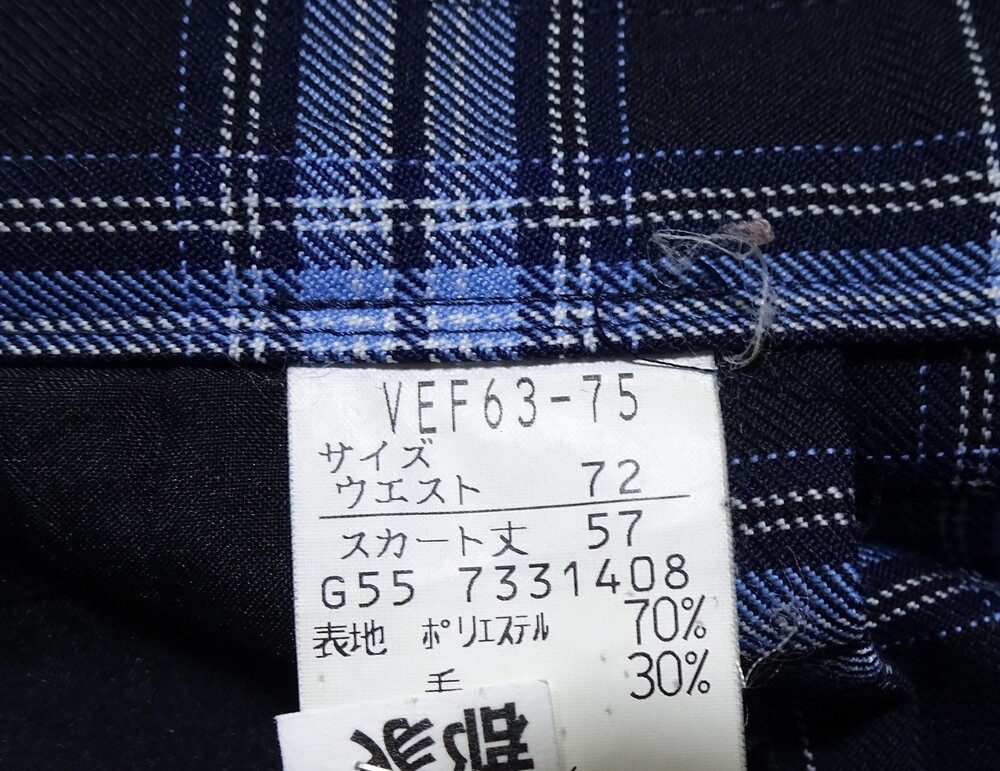 VEF63-75
サイズ
ウエスト 72
スカート丈 57
G55 7331408
表地 ポリエステル 70%
毛 30%